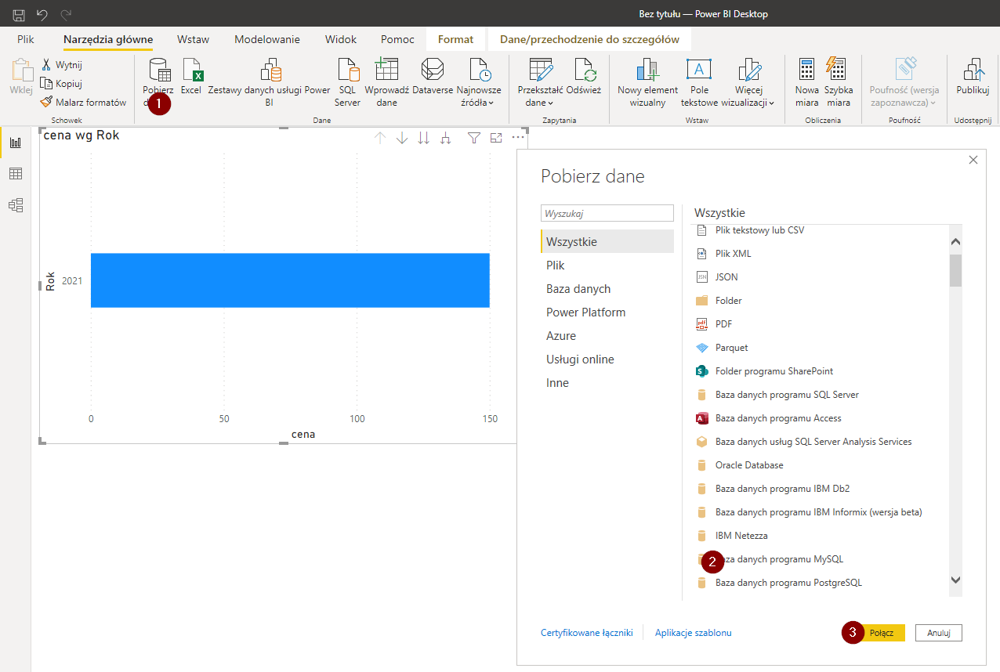 Bez tytułu — Power BI Desktop
Plik
Narzędzia główne
Wstaw
Modelowanie
Widok
Pomoc
Format
Dane/przechodzenie do szczegółów
Wklej
Wytnij
Kopiuj
Malarz formatów
Schowek
Pobierz
1
Excel
Zestawy danych usługi Power
BI
SQL
Server
Wprowadź
dane
Dataverse
Najnowsze
źródła
Dane
Przekształć
dane
Odśwież
Zapytania
Nowy element
wizualny
Pole
tekstowe
Więcej
wizualizacji
Wstaw
Nowa
miara
Szybka
miara
Obliczenia
Poufność (wersja
zapoznawcza)
Poufność
Publikuj
Udostępnij
cena wg Rok
Rok
2021
0
50
100
150
cena
Pobierz dane
Wyszukaj
Wszystkie
Plik
Baza danych
Power Platform
Azure
Usługi online
Inne
Wszystkie
Plik tekstowy lub CSV
Plik XML
JSON
Folder
PDF
Parquet
Folder programu SharePoint
Baza danych programu SQL Server
Baza danych programu Access
Baza danych usług SQL Server Analysis Services
Oracle Database
Baza danych programu IBM Db2
Baza danych programu IBM Informix (wersja beta)
IBM Netezza
2
danych programu MySQL
Baza danych programu PostgreSQL
Certyfikowane łączniki
Aplikacje szablonu
3
Połącz
Anuluj